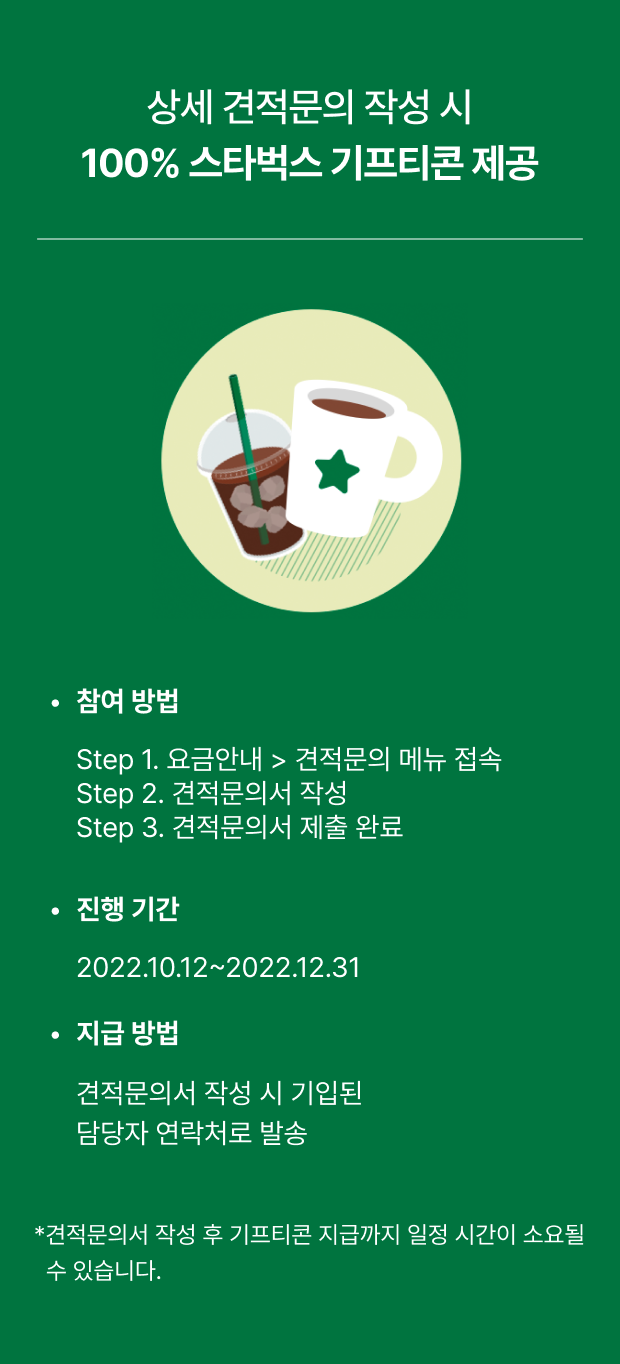 상세 견적문의 작성 시
100% 스타벅스 기프티콘 제공
• 참여 방법
Step 1. 요금안내 > 견적문의 메뉴 접속
Step 2. 견적문의서 작성
Step 3. 견적문의서 제출 완료
• 진행 기간
2022.10.12~2022.12.31
• 지급 방법
견적문의서 작성 시 기입된
담당자 연락처로 발송
*견적문의서 작성 후 기프티콘 지급까지 일정 시간이 소요될
수 있습니다.